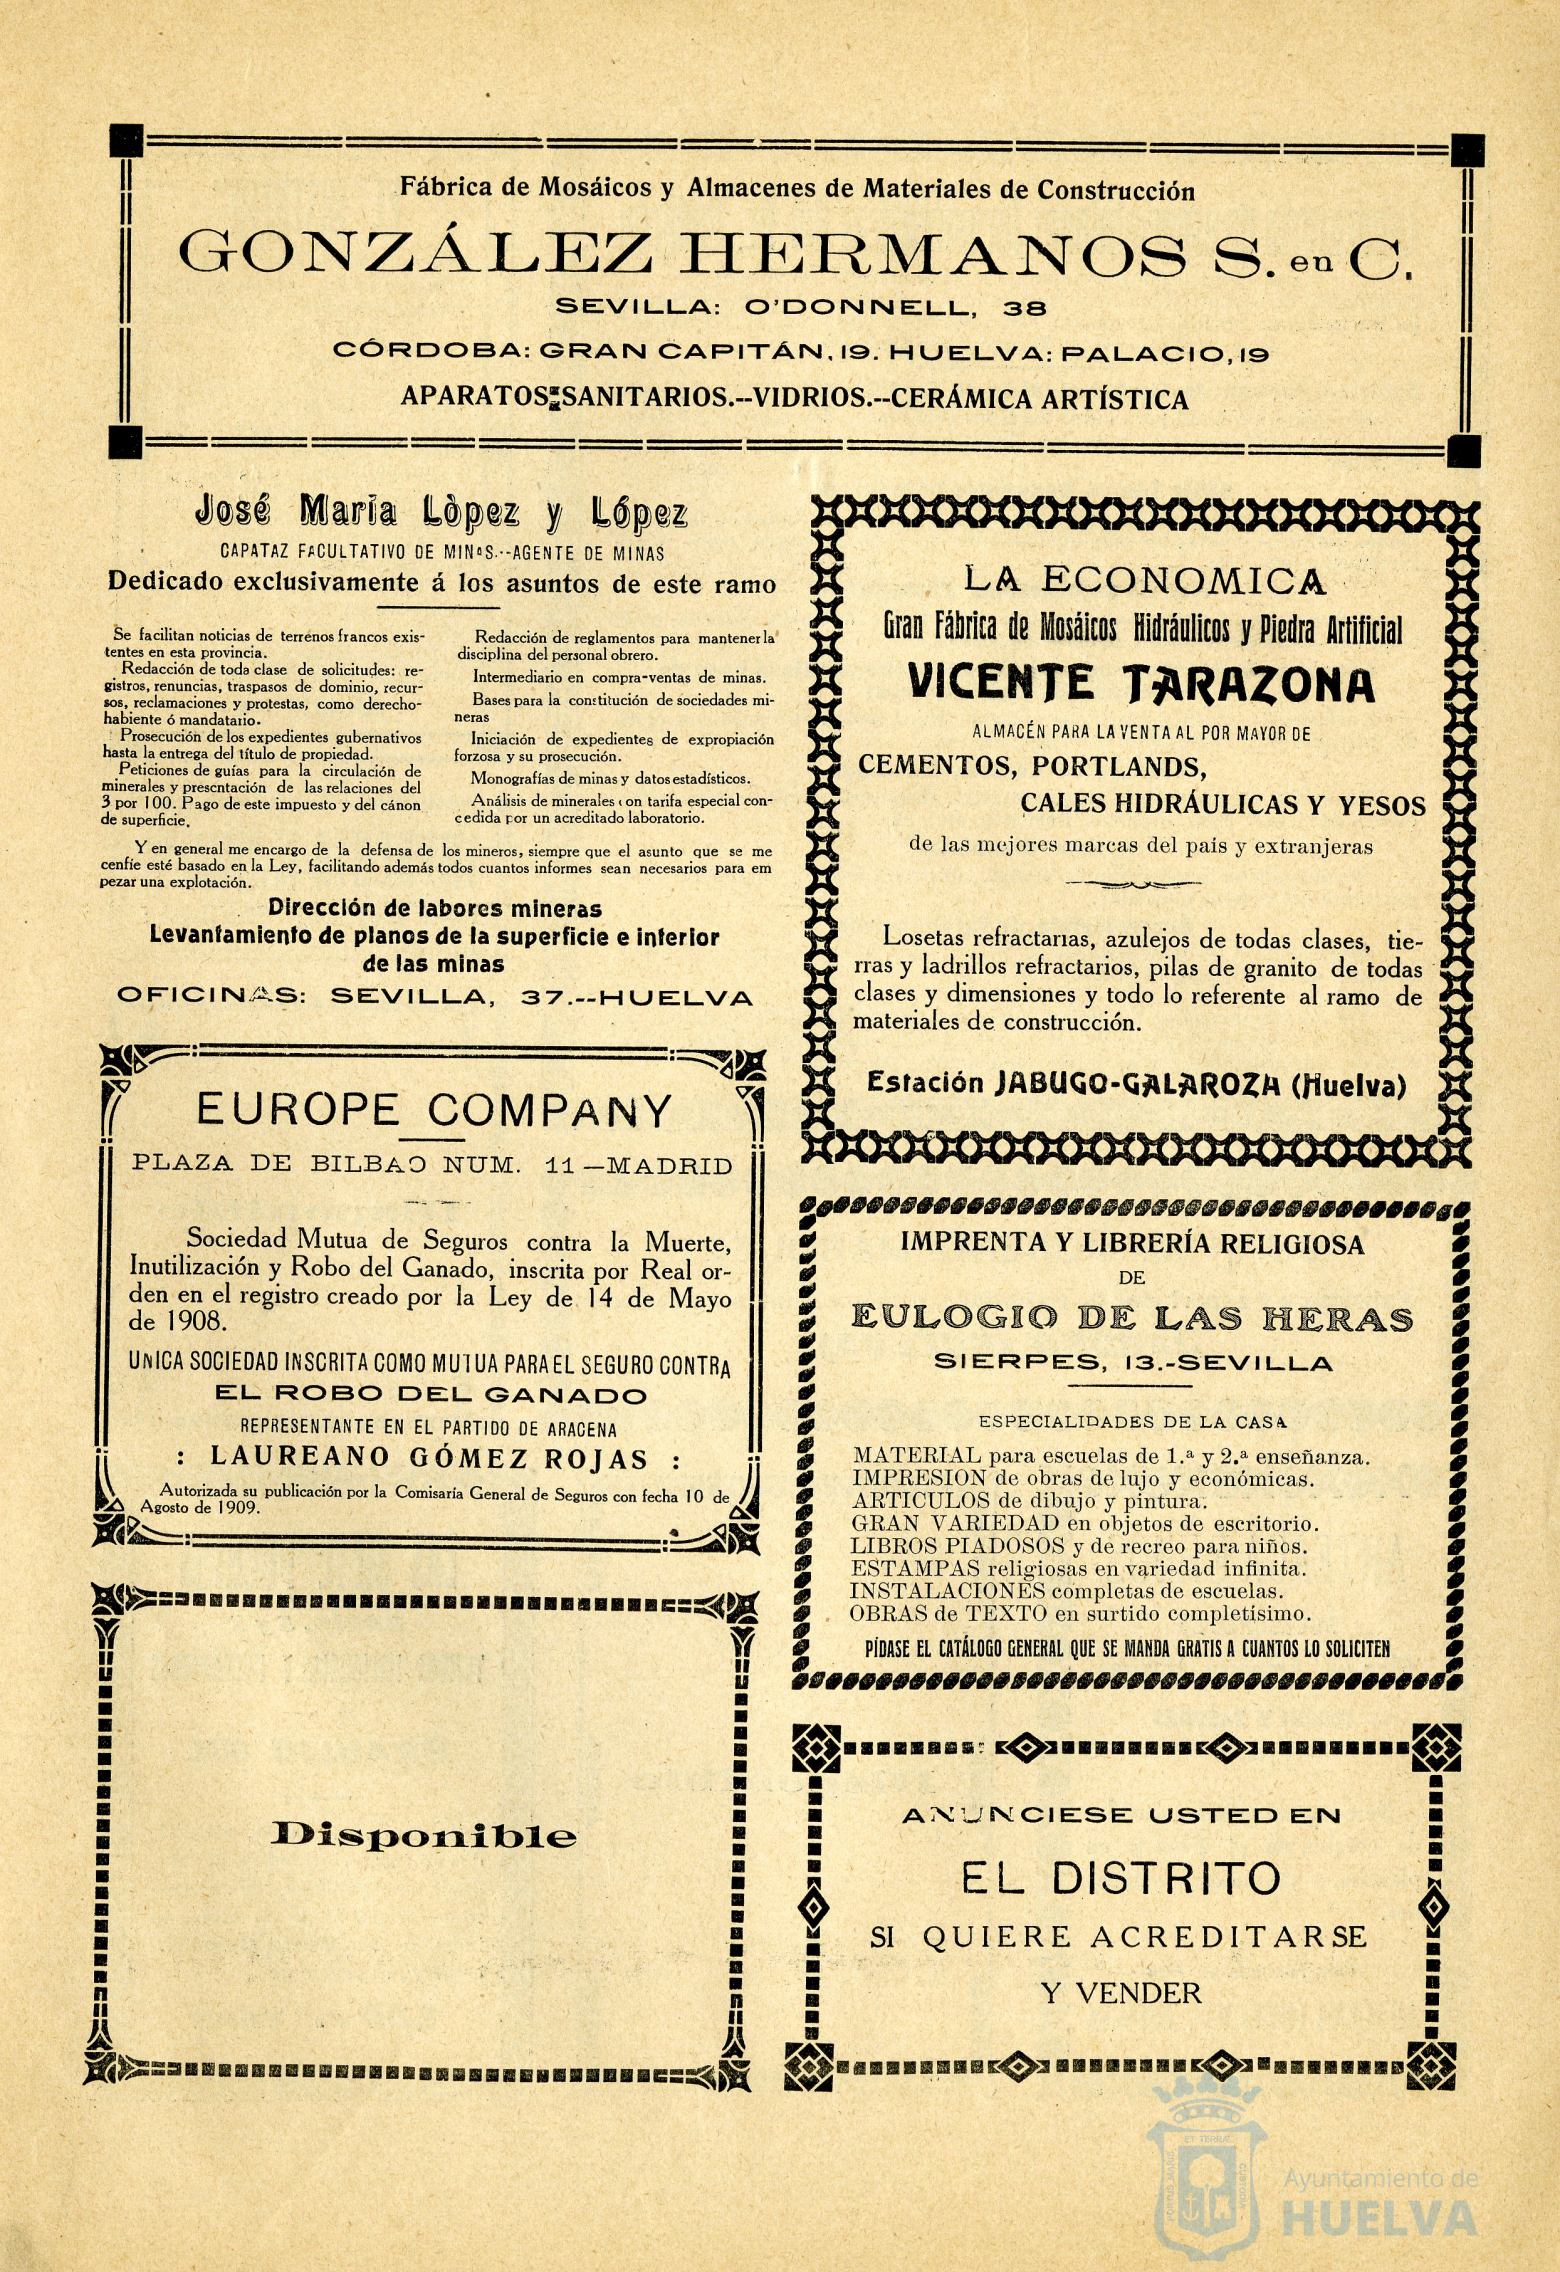 Fábrica de Mosáicos y Almacenes de Materiales de Construcción
GONZÁLEZ HERMANOS S. en C.
SEVILLA: O'DONNELL, 38
CÓRDOBA: GRAN CAPITÁN, 19. HUELVA: PALACIO, 19
APARATOS SANITARIOS.--VIDRIOS.--CERÁMICA ARTÍSTICA
José María Lòpez y López
CAPATAZ FACULTATIVO DE MINAS.--AGENTE DE MINAS
Dedicado exclusivamente á los asuntos de este ramo
Se facilitan noticias de terrenos francos exis-
tentes en esta provincia.
Redacción de toda clase de solicitudes: re-
gistros, renuncias, traspasos de dominio, recur-
sos, reclamaciones y protestas, como derecho-
habiente ó mandatario.
Prosecución de los expedientes gubernativos
hasta la entrega del título de propiedad.
Peticiones de guías para la circulación de
minerales y presentación de las relaciones del
3 por 100. Pago de este impuesto y del cánon
de superficie.
Redacción de reglamentos para mantener la
disciplina del personal obrero.
Intermediario en compra-ventas de minas.
Bases para la constitución de sociedades mi-
neras
Iniciación de expedientes de expropiación
forzosa y su prosecución.
Monografías de minas y datos estadísticos.
Análisis de minerales con tarifa especial con-
cedida por un acreditado laboratorio.
Y en general me encargo de la defensa de los mineros, siempre que el asunto que se me
cenfíe esté basado en la Ley, facilitando además todos cuantos informes sean necesarios para em
pezar una explotación.
Dirección de labores mineras
Levantamiento de planos de la superficie e interior
de las minas
OFICINAS: SEVILLA, 37.--HUELVA
EUROPE COMPANY
PLAZA DE BILBAO NUM. 11—MADRID
Sociedad Mutua de Seguros contra la Muerte,
Inutilización y Robo del Ganado, inscrita por Real or-
den en el registro creado por la Ley de 14 de Mayo
de 1908.
UNICA SOCIEDAD INSCRITA COMO MUTUA PARA EL SEGURO CONTRA
EL ROBO DEL GANADO
REPRESENTANTE EN EL PARTIDO DE ARACENA
: LAUREANO GÓMEZ ROJAS :
Autorizada su publicación por la Comisaría General de Seguros con fecha 10 de
Agosto de 1909.
Disponible
LA ECONOMICA
Gran Fábrica de Mosáicos Hidráulicos y Piedra Artificial
VICENTE TARAZONA
ALMACÉN PARA LA VENTA AL POR MAYOR DE
CEMENTOS, PORTLANDS,
CALES HIDRÁULICAS Y YESOS
de las mejores marcas del país y extranjeras
Losetas refractarias, azulejos de todas clases, tie-
rras y ladrillos refractarios, pilas de granito de todas
clases y dimensiones y todo lo referente al ramo de
materiales de construcción.
Estación JABUGO-GALAROZA (Huelva)
IMPRENTA Y LIBRERÍA RELIGIOSA
DE
EULOGIO DE LAS HERAS
SIERPES, 13.-SEVILLA
ESPECIALIDADES DE LA CASA
MATERIAL para escuelas de 1.ª y 2.ª enseñanza.
IMPRESION de obras de lujo y económicas.
ARTICULOS de dibujo y pintura.
GRAN VARIEDAD en objetos de escritorio.
LIBROS PIADOSOS y de recreo para niños.
ESTAMPAS religiosas en variedad infinita.
INSTALACIONES completas de escuelas.
OBRAS de TEXTO en surtido completísimo.
PÍDASE EL CATÁLOGO GENERAL QUE SE MANDA GRATIS A CUANTOS LO SOLICITEN
ANUNCIESE USTED EN
EL DISTRITO
SI QUIERE ACREDITARSE
Y VENDER
ET TERRAE
Ayuntamiento de
HUELVA